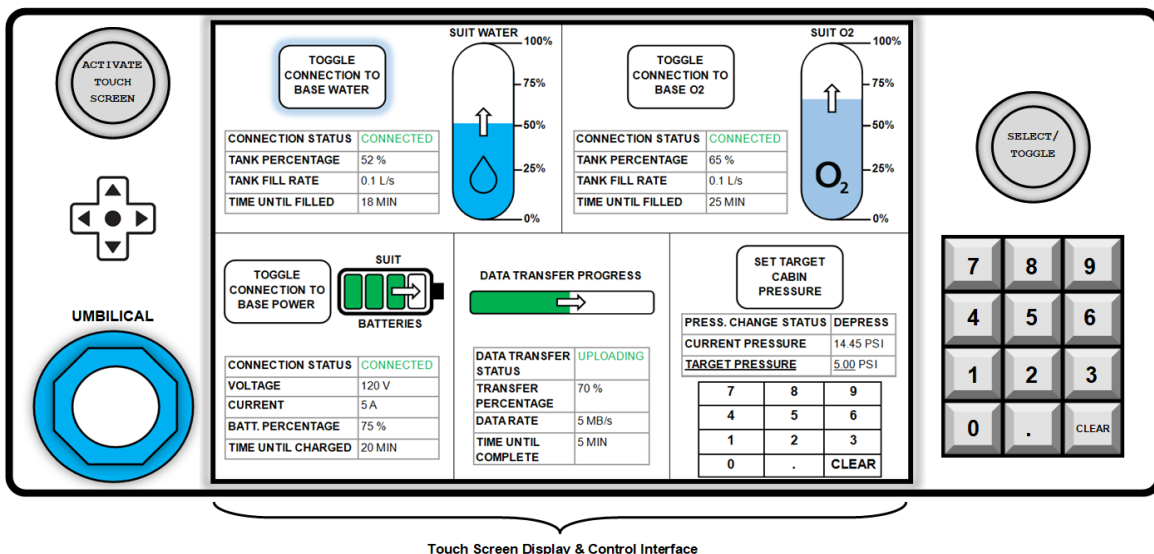 ACTIVATE
TOUCH
SCREEN
UMBILICAL
TOGGLE
CONNECTION TO
BASE WATER
SUIT WATER
100%
75%
50%
25%
0%
CONNECTION STATUS CONNECTED
TANK PERCENTAGE 52 %
TANK FILL RATE 0.1 L/s
TIME UNTIL FILLED 18 MIN
TOGGLE
CONNECTION TO
BASE O2
SUIT O2
100%
75%
50%
25%
0%
O2
CONNECTION STATUS CONNECTED
TANK PERCENTAGE 65 %
TANK FILL RATE 0.1 L/s
TIME UNTIL FILLED 25 MIN
TOGGLE
CONNECTION TO
BASE POWER
SUIT
BATTERIES
CONNECTION STATUS CONNECTED
VOLTAGE 120 V
CURRENT 5 A
BATT. PERCENTAGE 75 %
TIME UNTIL CHARGED 20 MIN
DATA TRANSFER PROGRESS
DATA TRANSFER UPLOADING
STATUS
TRANSFER 70 %
PERCENTAGE
DATA RATE 5 MB/s
TIME UNTIL 5 MIN
COMPLETE
SET TARGET
CABIN
PRESSURE
PRESS. CHANGE STATUS DEPRESS
CURRENT PRESSURE 14.45 PSI
TARGET PRESSURE 5.00 PSI
7 8 9
4 5 6
1 2 3
0 . CLEAR
SELECT/
TOGGLE
7 8 9
4 5 6
1 2 3
0 . CLEAR
Touch Screen Display & Control Interface